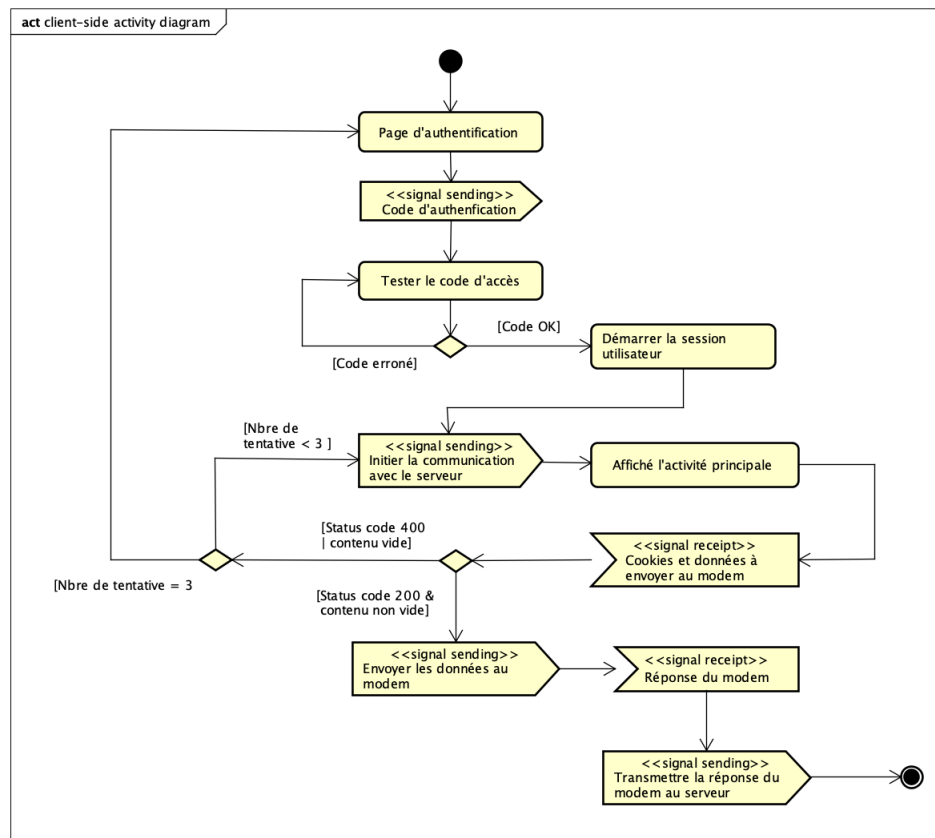 act client-side activity diagram
Page d'authentification
<<signal sending>>
Code d'authenfication
Tester le code d'accès
[Code OK]
[Code erroné]
Démarrer la session
utilisateur
[Nbre de
tentative < 3 ]
<<signal sending>>
Initier la communication
avec le serveur
Affiché l'activité principale
[Status code 400
| contenu vide]
<<signal receipt>>
Cookies et données à
envoyer au modem
[Nbre de tentative = 3
[Status code 200 &
contenu non vide]
<<signal sending>>
Envoyer les données au
modem
<<signal receipt>>
Réponse du modem
<<signal sending>>
Transmettre la réponse du
modem au serveur